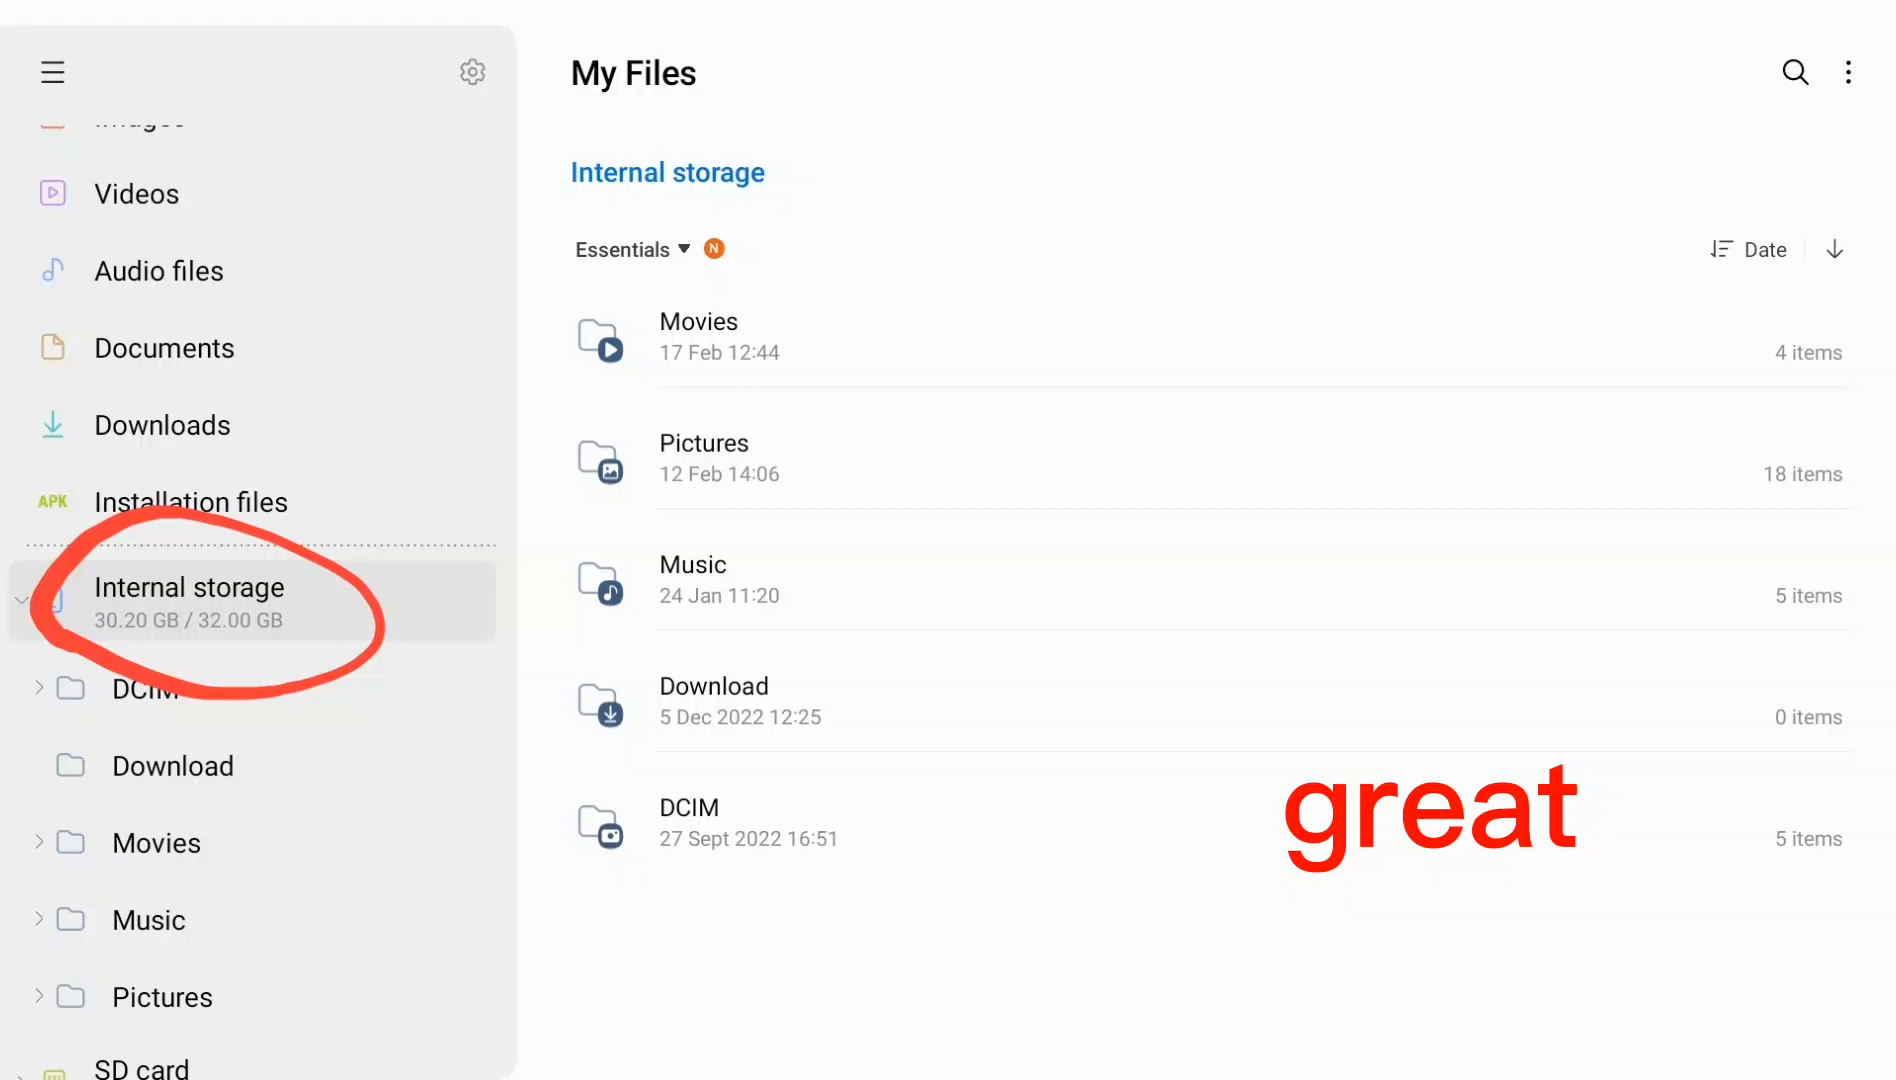 My Files
Images
Videos
Audio files
Documents
Downloads
APK Installation files
Internal storage
30.20 GB / 32.00 GB
DCIM
Download
Movies
Music
Pictures
SD card
Internal storage
Essentials N
Date
Movies
17 Feb 12:44
4 items
Pictures
12 Feb 14:06
18 items
Music
24 Jan 11:20
5 items
Download
5 Dec 2022 12:25
0 items
DCIM
27 Sept 2022 16:51
5 items
great